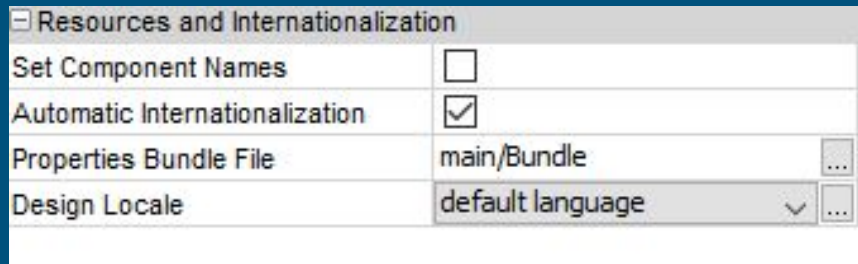 Resources and Internationalization
Set Component Names
Automatic Internationalization
Properties Bundle File main/Bundle ...
Design Locale default language ...